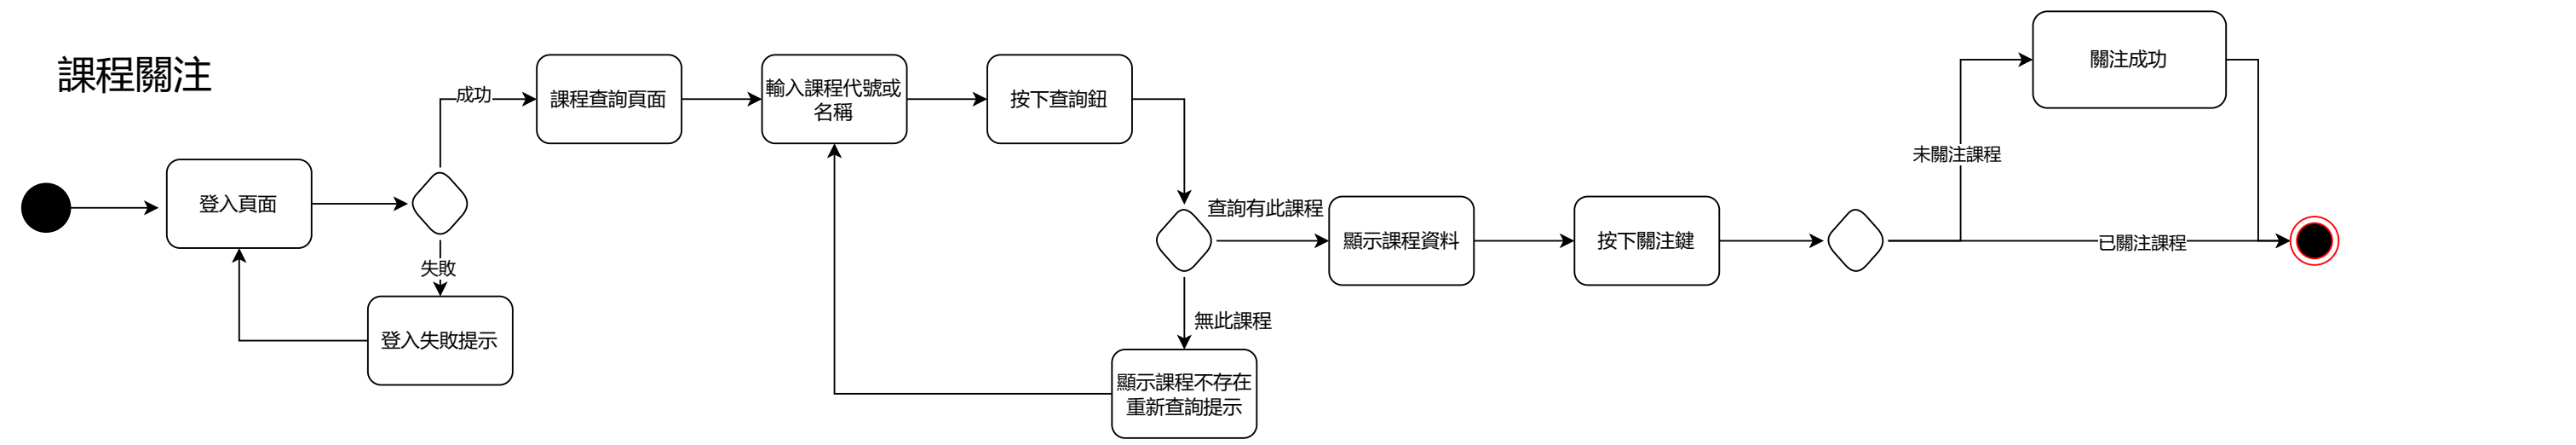 課程關注
登入頁面
成功
失敗
登入失敗提示
課程查詢頁面
輸入課程代號或
名稱
按下查詢鈕
查詢有此課程
無此課程
顯示課程不存在
重新查詢提示
顯示課程資料
按下關注鍵
未關注課程
已關注課程
關注成功